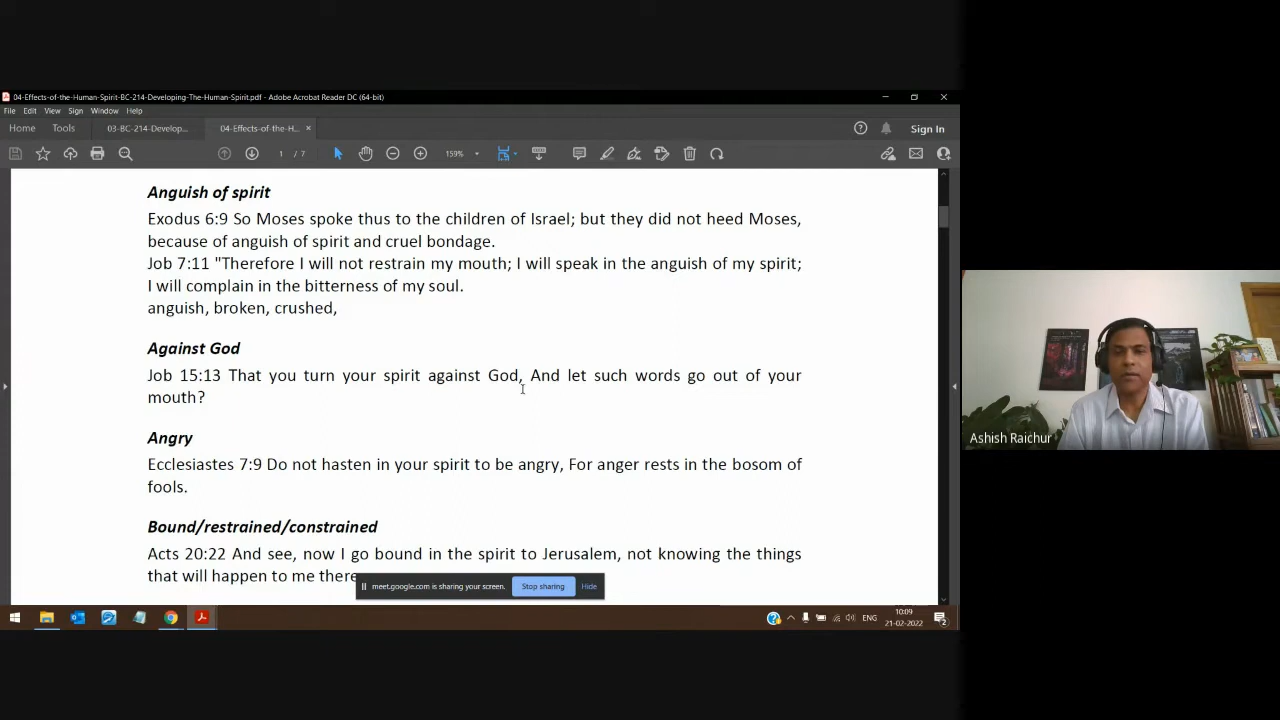 04-Effects-of-the-Human-Spirit-BC-214-Developing-The-Human-Spirit.pdf - Adobe Acrobat Reader DC (64-bit)
File Edit View Sign Window Help
Home Tools 03-BC-214-Develop... 04-Effects-of-the-H... × Sign In
1 / 7 159%
Anguish of spirit
Exodus 6:9 So Moses spoke thus to the children of Israel; but they did not heed Moses,
because of anguish of spirit and cruel bondage.
Job 7:11 "Therefore I will not restrain my mouth; I will speak in the anguish of my spirit;
I will complain in the bitterness of my soul.
anguish, broken, crushed,
Against God
Job 15:13 That you turn your spirit against God, And let such words go out of your
mouth?
Angry
Ecclesiastes 7:9 Do not hasten in your spirit to be angry, For anger rests in the bosom of
fools.
Bound/restrained/constrained
Acts 20:22 And see, now I go bound in the spirit to Jerusalem, not knowing the things
that will happen to me there
meet.google.com is sharing your screen. Stop sharing Hide
ENG
10:09
21-02-2022
2
Ashish Raichur